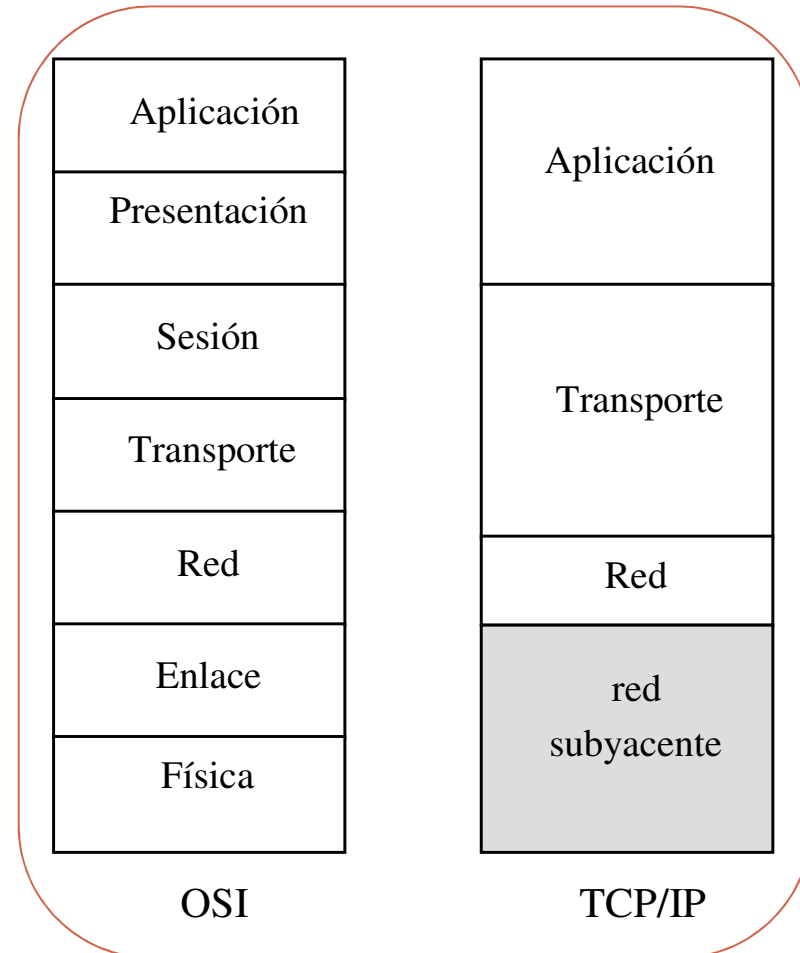 Aplicación
Presentación
Sesión
Transporte
Red
Enlace
Física
OSI
Aplicación
Transporte
Red
red
subyacente
TCP/IP